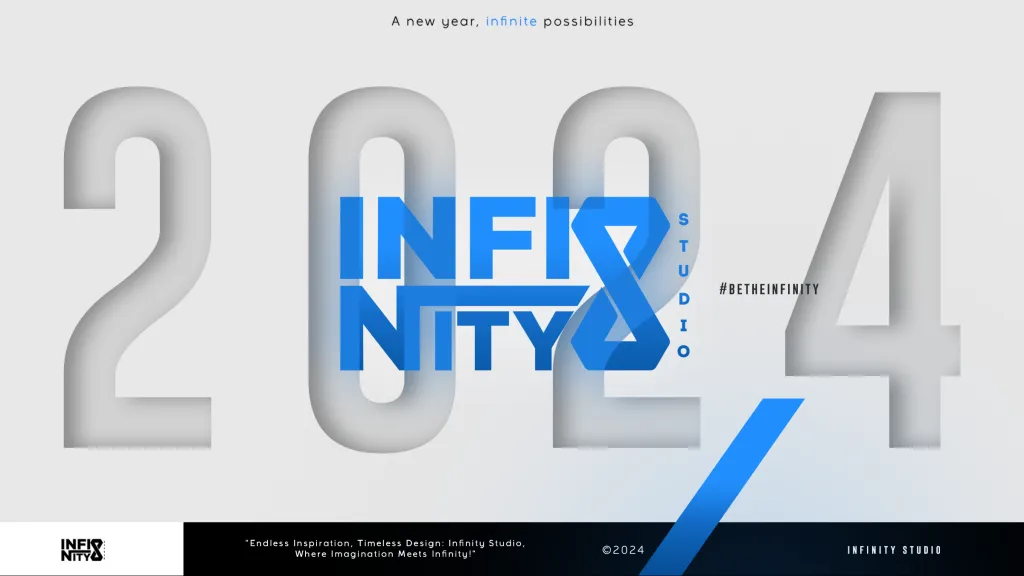 A new year, infinite possibilities
2024
INFI
NITY
STUDIO
#BETHEINFINITY
INFI
NITY
"Endless Inspiration, Timeless Design: Infinity Studio,
Where Imagination Meets Infinity!"
©2024
INFINITY STUDIO